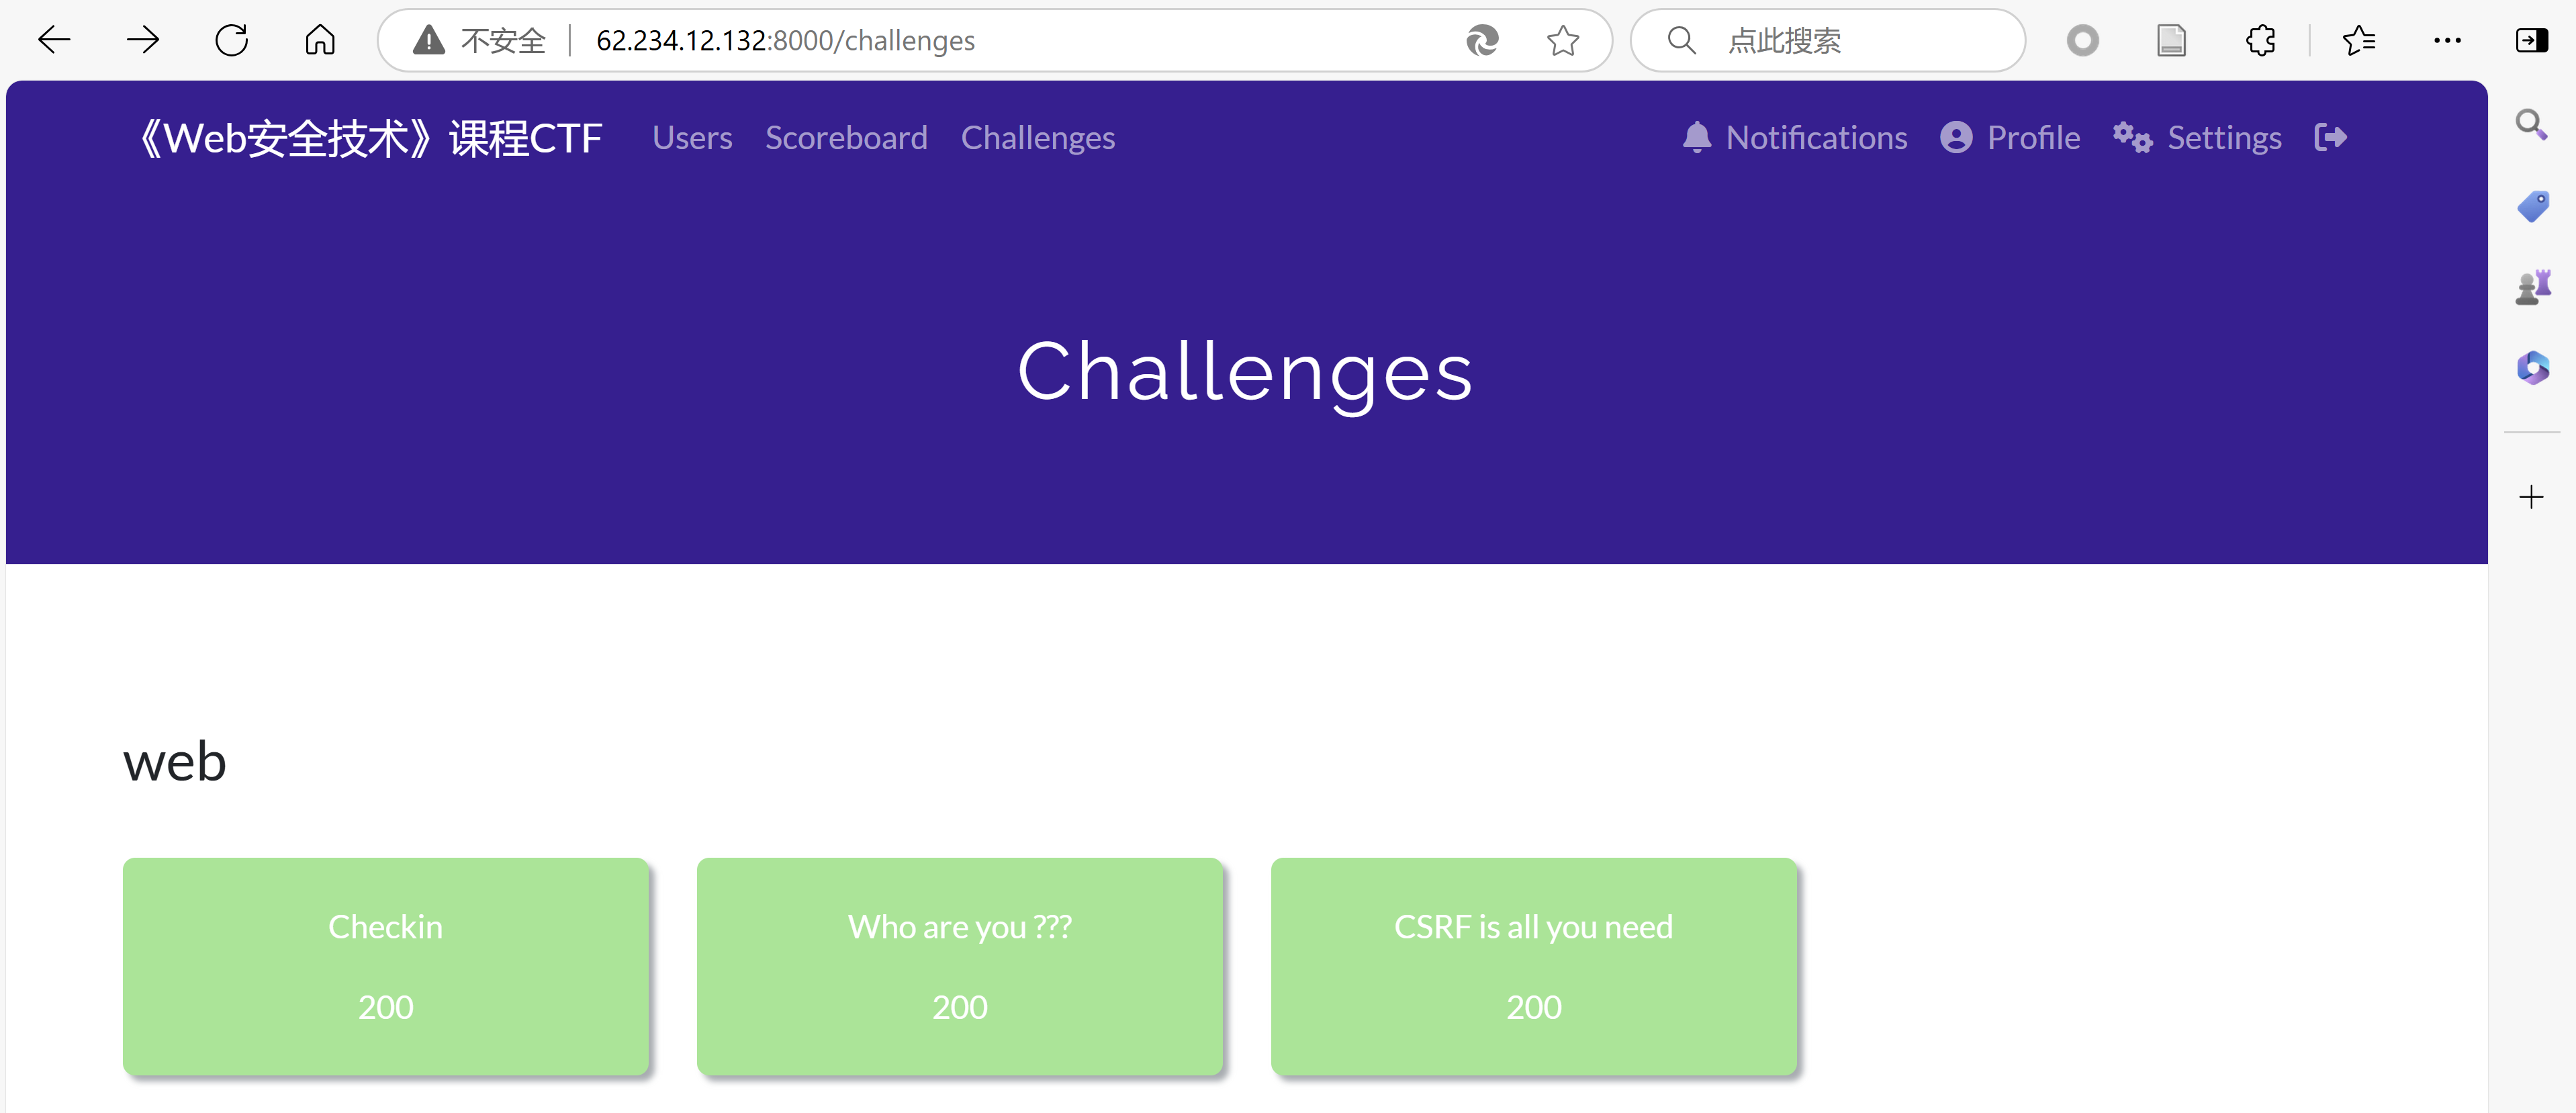 不安全 | 62.234.12.132:8000/challenges 点此搜索
《Web安全技术》课程CTF Users Scoreboard Challenges Notifications Profile Settings
Challenges
web
Checkin
200
Who are you ???
200
CSRF is all you need
200